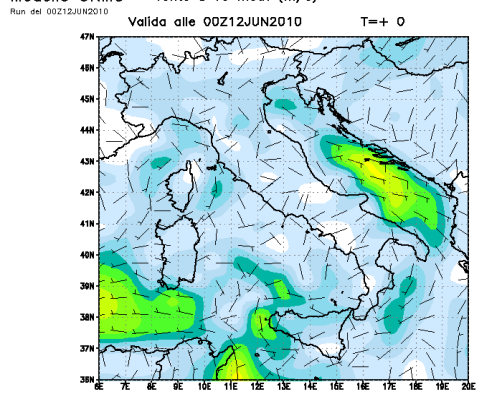 Run del 00Z12JUN2010
Valida alle 00Z12JUN2010 T=+ 0
47N
46N
45N
44N
43N
42N
41N
40N
39N
38N
37N
36N
6E 7E 8E 9E 10E 11E 12E 13E 14E 15E 16E 17E 18E 19E 20E